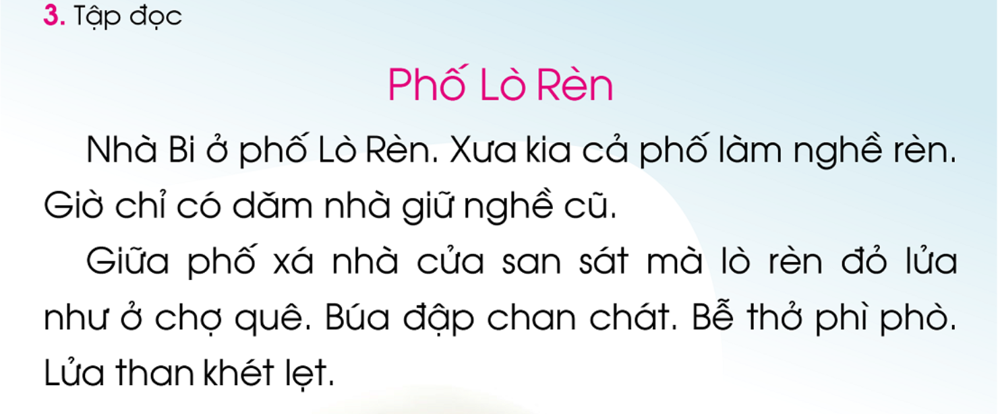 3. Tập đọc
Phố Lò Rèn
Nhà Bi ở phố Lò Rèn. Xưa kia cả phố làm nghề rèn.
Giờ chỉ có dăm nhà giữ nghề cũ.
Giữa phố xá nhà cửa san sát mà lò rèn đỏ lửa
như ở chợ quê. Búa đập chan chát. Bễ thở phì phò.
Lửa than khét lẹt.